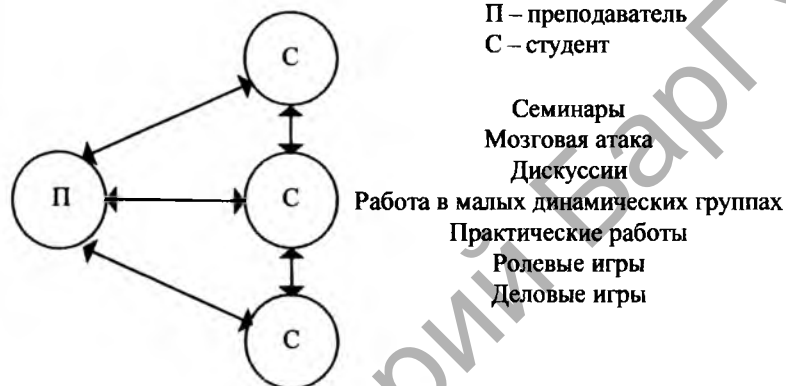 П – преподаватель
С – студент
С
П
С
С
Семинары
Мозговая атака
Дискуссии
Работа в малых динамических группах
Практические работы
Ролевые игры
Деловые игры